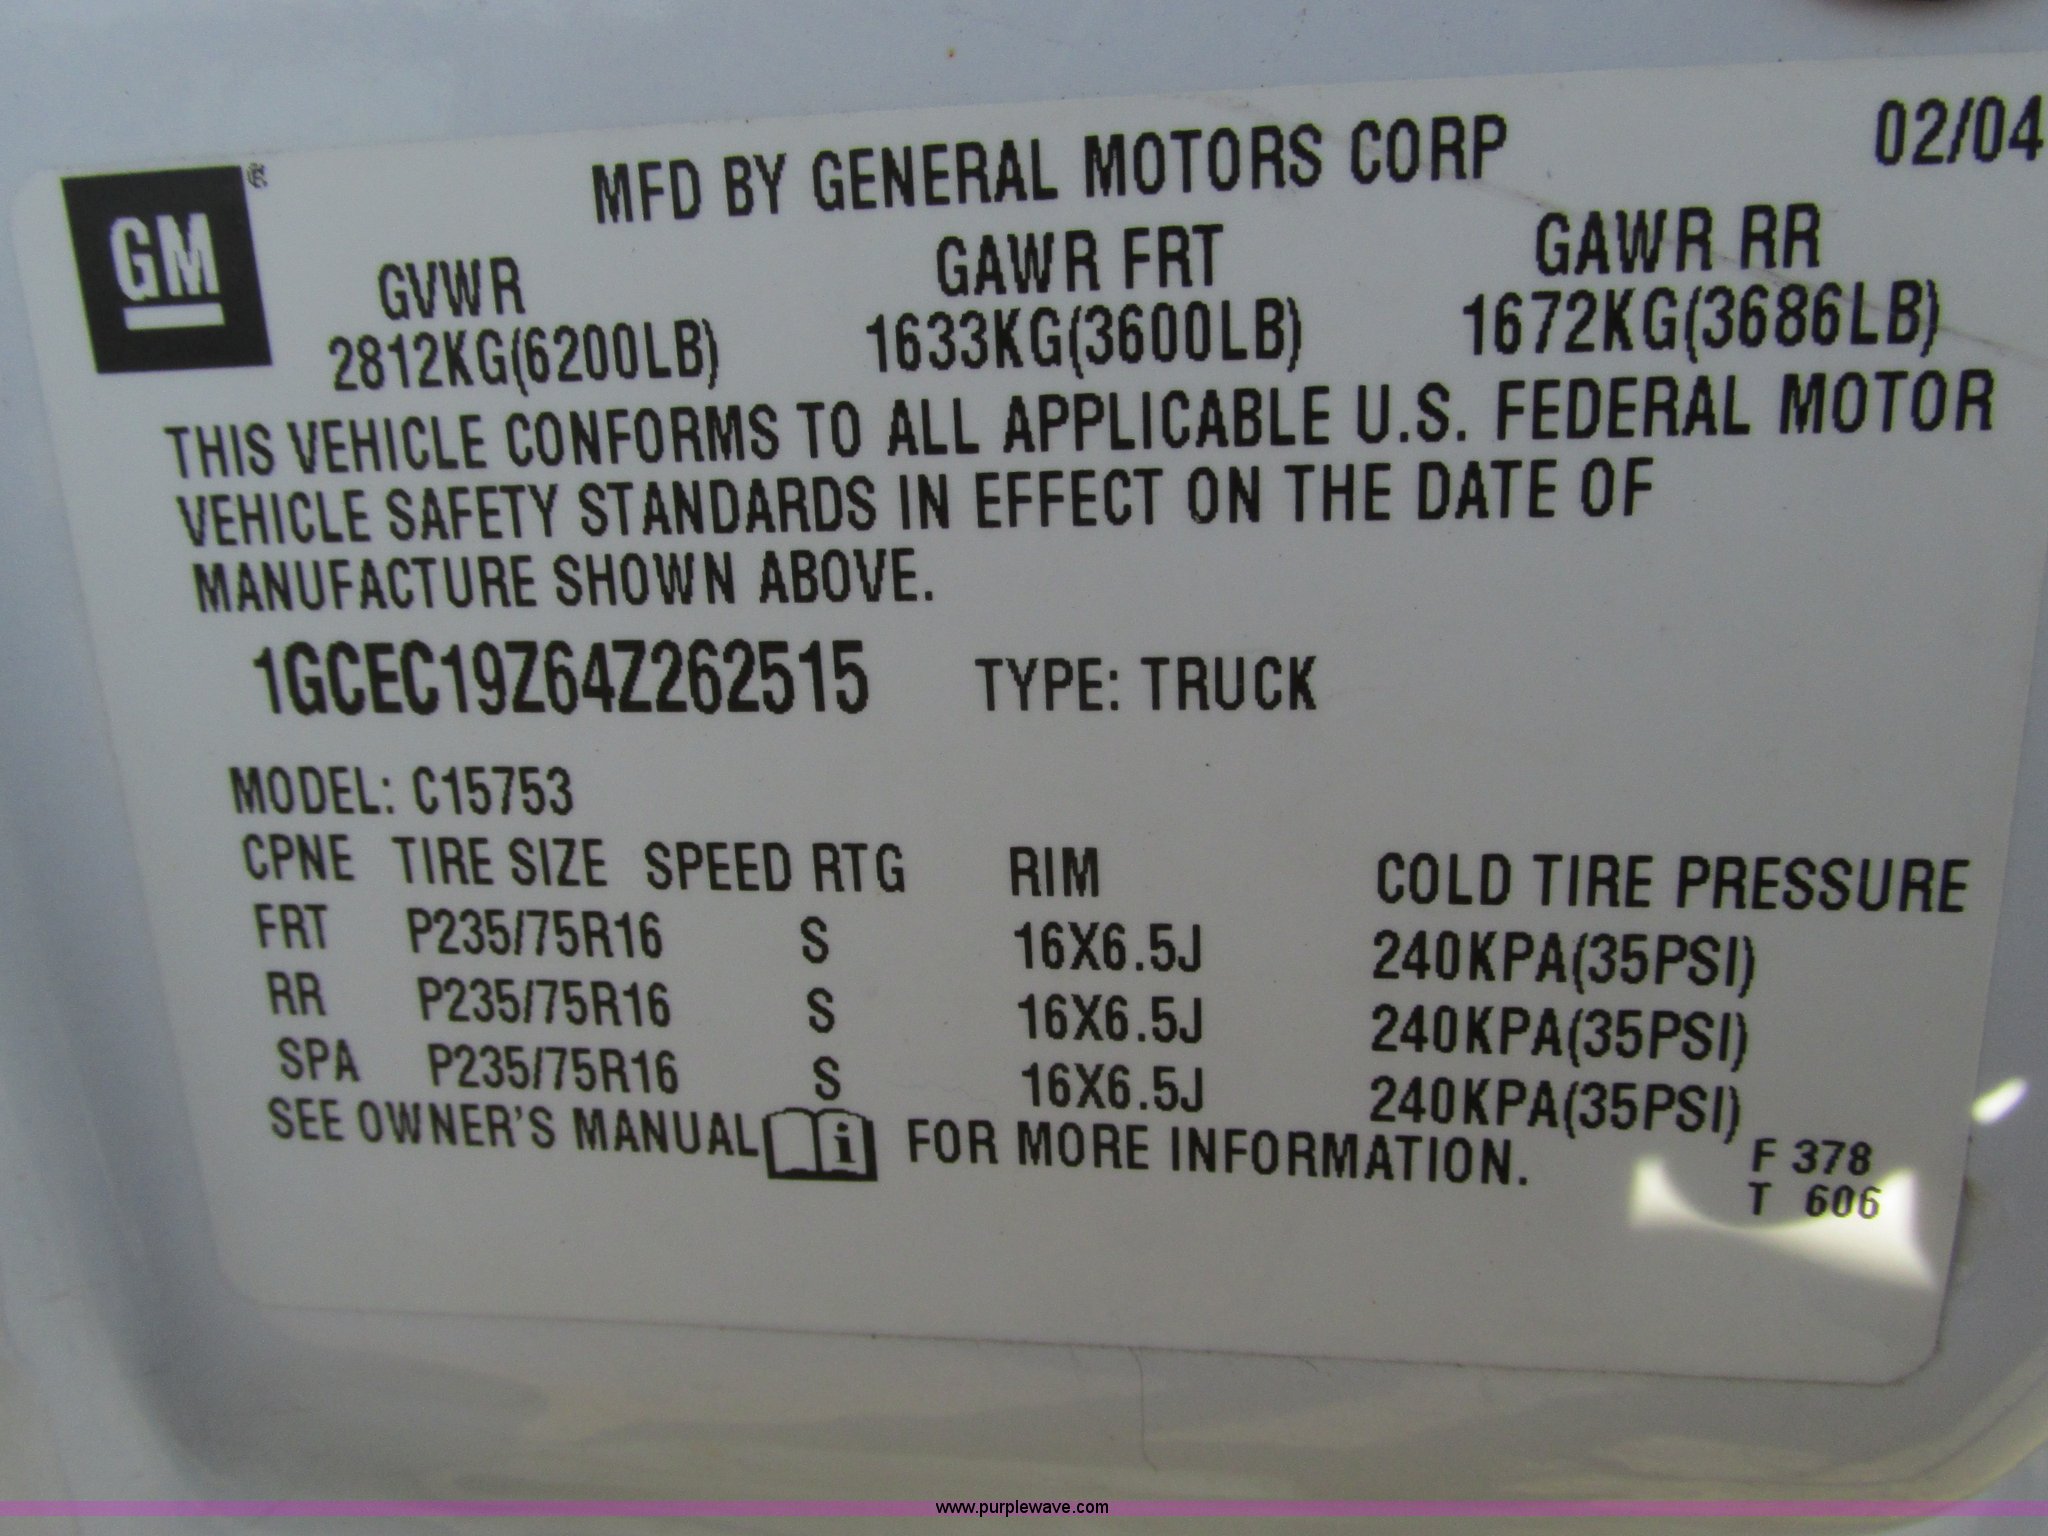 MFD BY GENERAL MOTORS CORP 02/04
GM ®
GVWR GAWR FRT GAWR RR
2812KG(6200LB) 1633KG(3600LB) 1672KG(3686LB)
THIS VEHICLE CONFORMS TO ALL APPLICABLE U.S. FEDERAL MOTOR
VEHICLE SAFETY STANDARDS IN EFFECT ON THE DATE OF
MANUFACTURE SHOWN ABOVE.
1GCEC19Z64Z262515 TYPE: TRUCK
MODEL: C15753
CPNE TIRE SIZE SPEED RTG RIM COLD TIRE PRESSURE
FRT P235/75R16 S 16X6.5J 240KPA(35PSI)
RR P235/75R16 S 16X6.5J 240KPA(35PSI)
SPA P235/75R16 S 16X6.5J 240KPA(35PSI)
SEE OWNER'S MANUAL i FOR MORE INFORMATION.
F 378
T 606
www.purplewave.com